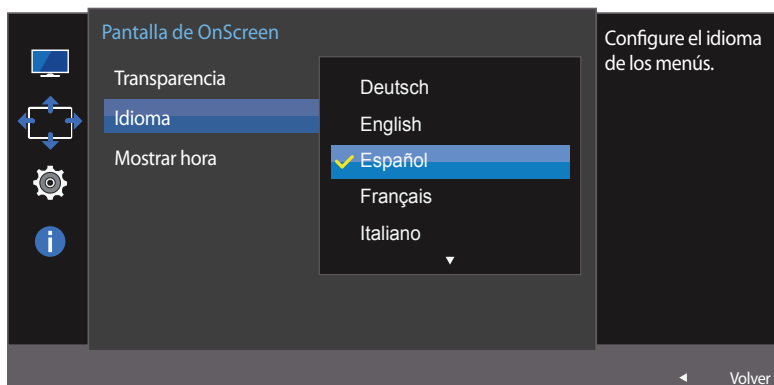 Pantalla de OnScreen
Transparencia
Idioma
Mostrar hora
Deutsch
English
Español
Français
Italiano
Configure el idioma
de los menús.
Volver